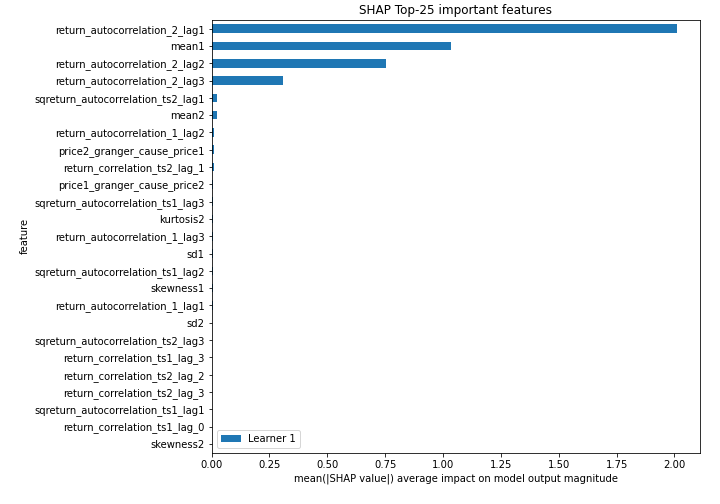 SHAP Top-25 important features
return_autocorrelation_2_lag1
mean1
return_autocorrelation_2_lag2
return_autocorrelation_2_lag3
sqreturn_autocorrelation_ts2_lag1
mean2
return_autocorrelation_1_lag2
price2_granger_cause_price1
return_correlation_ts2_lag_1
price1_granger_cause_price2
sqreturn_autocorrelation_ts1_lag3
kurtosis2
return_autocorrelation_1_lag3
sd1
sqreturn_autocorrelation_ts1_lag2
skewness1
return_autocorrelation_1_lag1
sd2
sqreturn_autocorrelation_ts2_lag3
return_correlation_ts1_lag_3
return_correlation_ts2_lag_2
return_correlation_ts2_lag_3
sqreturn_autocorrelation_ts1_lag1
return_correlation_ts1_lag_0
skewness2
feature
Learner 1
0.00 0.25 0.50 0.75 1.00 1.25 1.50 1.75 2.00
mean(|SHAP value|) average impact on model output magnitude